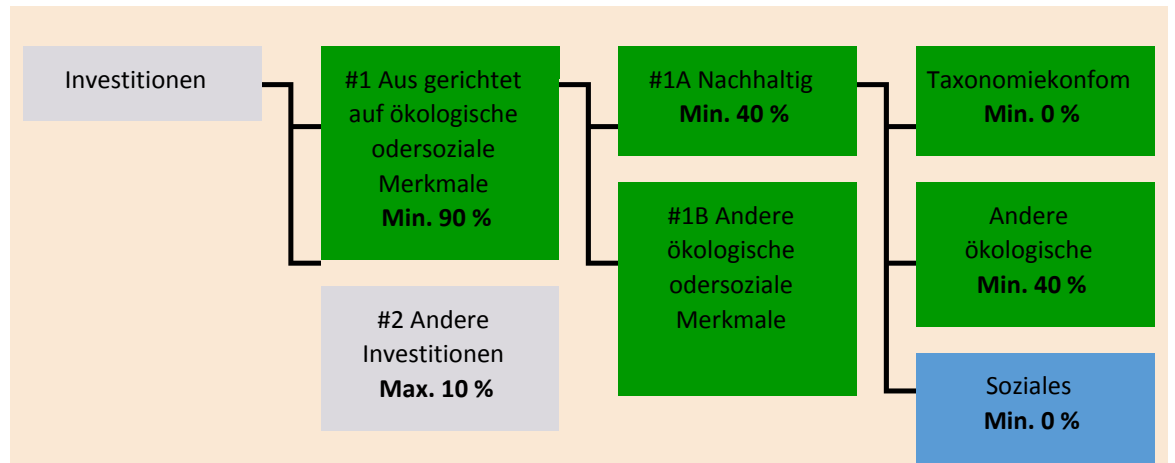 Investitionen
#1 Aus gerichtet
auf ökologische
odersoziale
Merkmale
Min. 90 %
#2 Andere
Investitionen
Max. 10 %
#1A Nachhaltig
Min. 40 %
#1B Andere
ökologische
odersoziale
Merkmale
Taxonomiekonfom
Min. 0 %
Andere
ökologische
Min. 40 %
Soziales
Min. 0 %